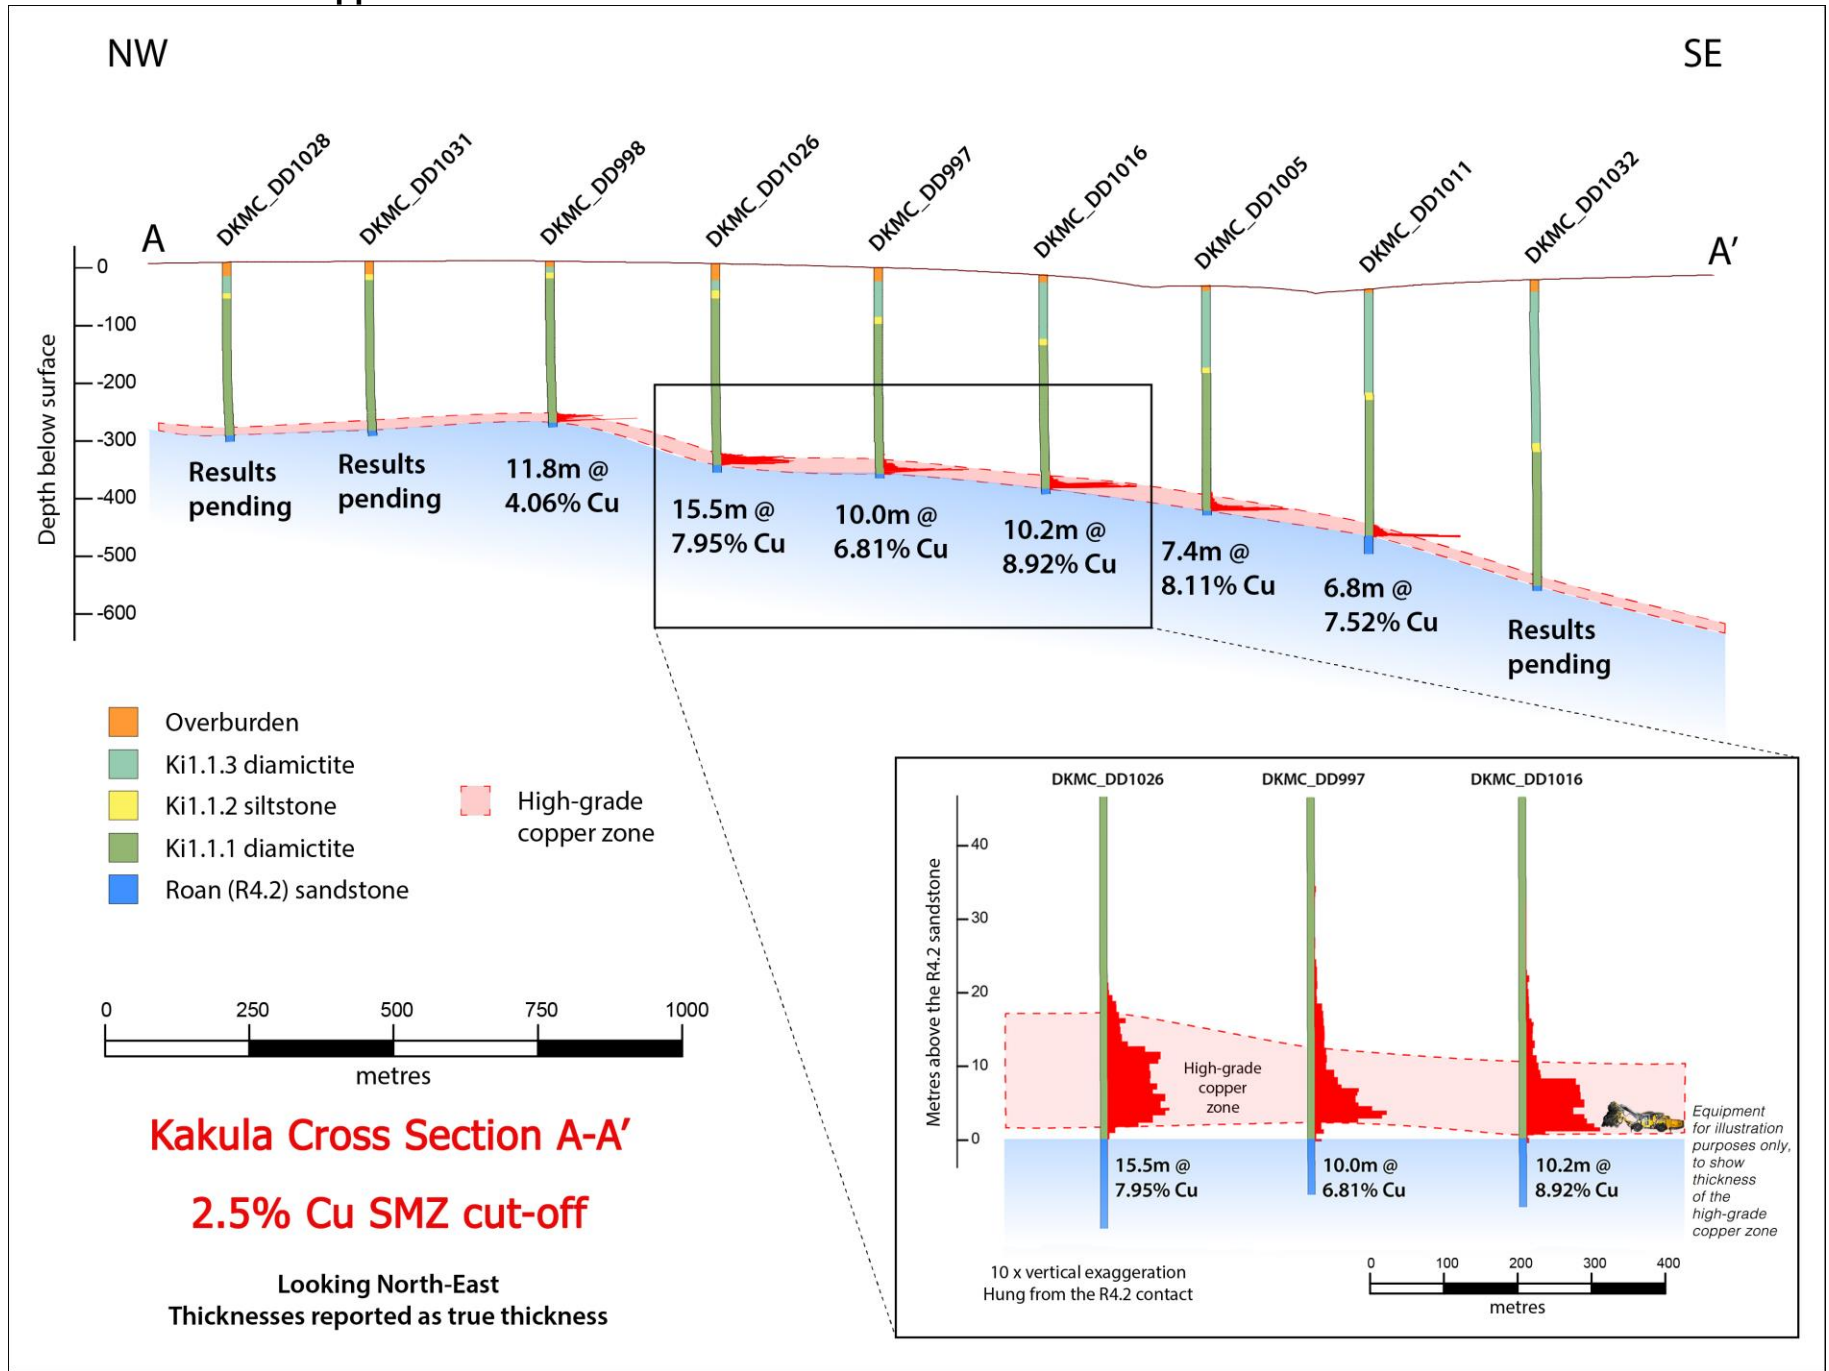 NW
SE
DKMC_DD1028
DKMC_DD1031
DKMC_DD998
DKMC_DD1026
DKMC_DD997
DKMC_DD1016
DKMC_DD1005
DKMC_DD1011
DKMC_DD1032
A
A’
Depth below surface
0
-100
-200
-300
-400
-500
-600
Results
pending
Results
pending
11.8m @
4.06% Cu
15.5m @
7.95% Cu
10.0m @
6.81% Cu
10.2m @
8.92% Cu
7.4m @
8.11% Cu
6.8m @
7.52% Cu
Results
pending
Overburden
Ki1.1.3 diamictite
Ki1.1.2 siltstone
Ki1.1.1 diamictite
Roan (R4.2) sandstone
High-grade
copper zone
0 250 500 750 1000
metres
Kakula Cross Section A-A’
2.5% Cu SMZ cut-off
Looking North-East
Thicknesses reported as true thickness
DKMC_DD1026 DKMC_DD997 DKMC_DD1016
Metres above the R4.2 sandstone
40
30
20
10
0
High-grade
copper
zone
Equipment
for illustration
purposes only,
to show
thickness
of the
high-grade
copper zone
15.5m @
7.95% Cu
10.0m @
6.81% Cu
10.2m @
8.92% Cu
10 x vertical exaggeration
Hung from the R4.2 contact
0 100 200 300 400
metres